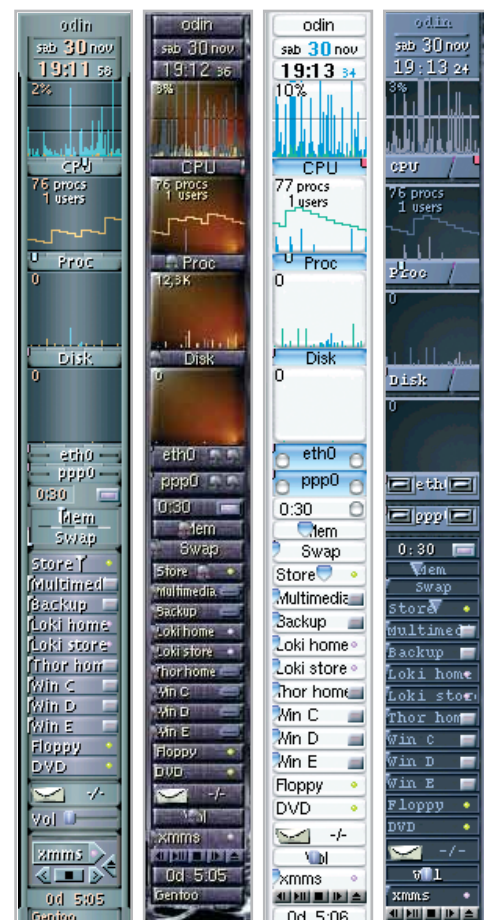 odin
sab 30 nov
19:11 56
2%
CPU
76 procs
1 users
Proc
0
Disk
0
eth0
ppp0
0:30
Mem
Swap
Store
Multimed
Backup
Loki home
Loki store
Thor hom
Win C
Win D
Win E
Floppy
DVD
-/-
Vol
xmms
0d 5:05
Gentoo
odin
sab 30 nov
19:12 36
3%
CPU
76 procs
1 users
Proc
12,3K
Disk
0
eth0
ppp0
0:30
Mem
Swap
Store
Multimedia
Backup
Loki home
Loki store
Thor home
Win C
Win D
Win E
Floppy
DVD
-/-
Vol
xmms
0d 5:05
Gentoo
odin
sab 30 nov
19:13 34
10%
CPU
77 procs
1 users
Proc
0
Disk
0
eth0
ppp0
0:30
Mem
Swap
Store
Multimedia
Backup
Loki home
Loki store
Thor home
Win C
Win D
Win E
Floppy
DVD
-/-
Vol
xmms
0d 5:06
odin
sab 30 nov
19:13 24
3%
CPU
76 procs
1 users
Proc
0
Disk
0
eth
ppp
0:30
Mem
Swap
Store
Multimed
Backup
Loki home
Loki stor
Thor hom
Win C
Win D
Win E
Floppy
DVD
-/-
Vol
xmms